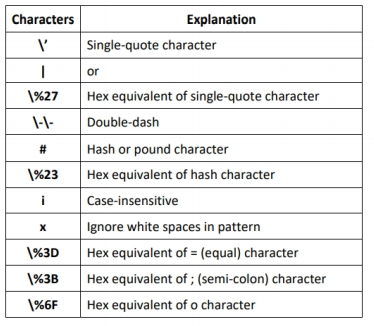 Characters Explanation
\’ Single-quote character
| or
\%27 Hex equivalent of single-quote character
\-\- Double-dash
# Hash or pound character
\%23 Hex equivalent of hash character
i Case-insensitive
x Ignore white spaces in pattern
\%3D Hex equivalent of = (equal) character
\%3B Hex equivalent of ; (semi-colon) character
\%6F Hex equivalent of o character